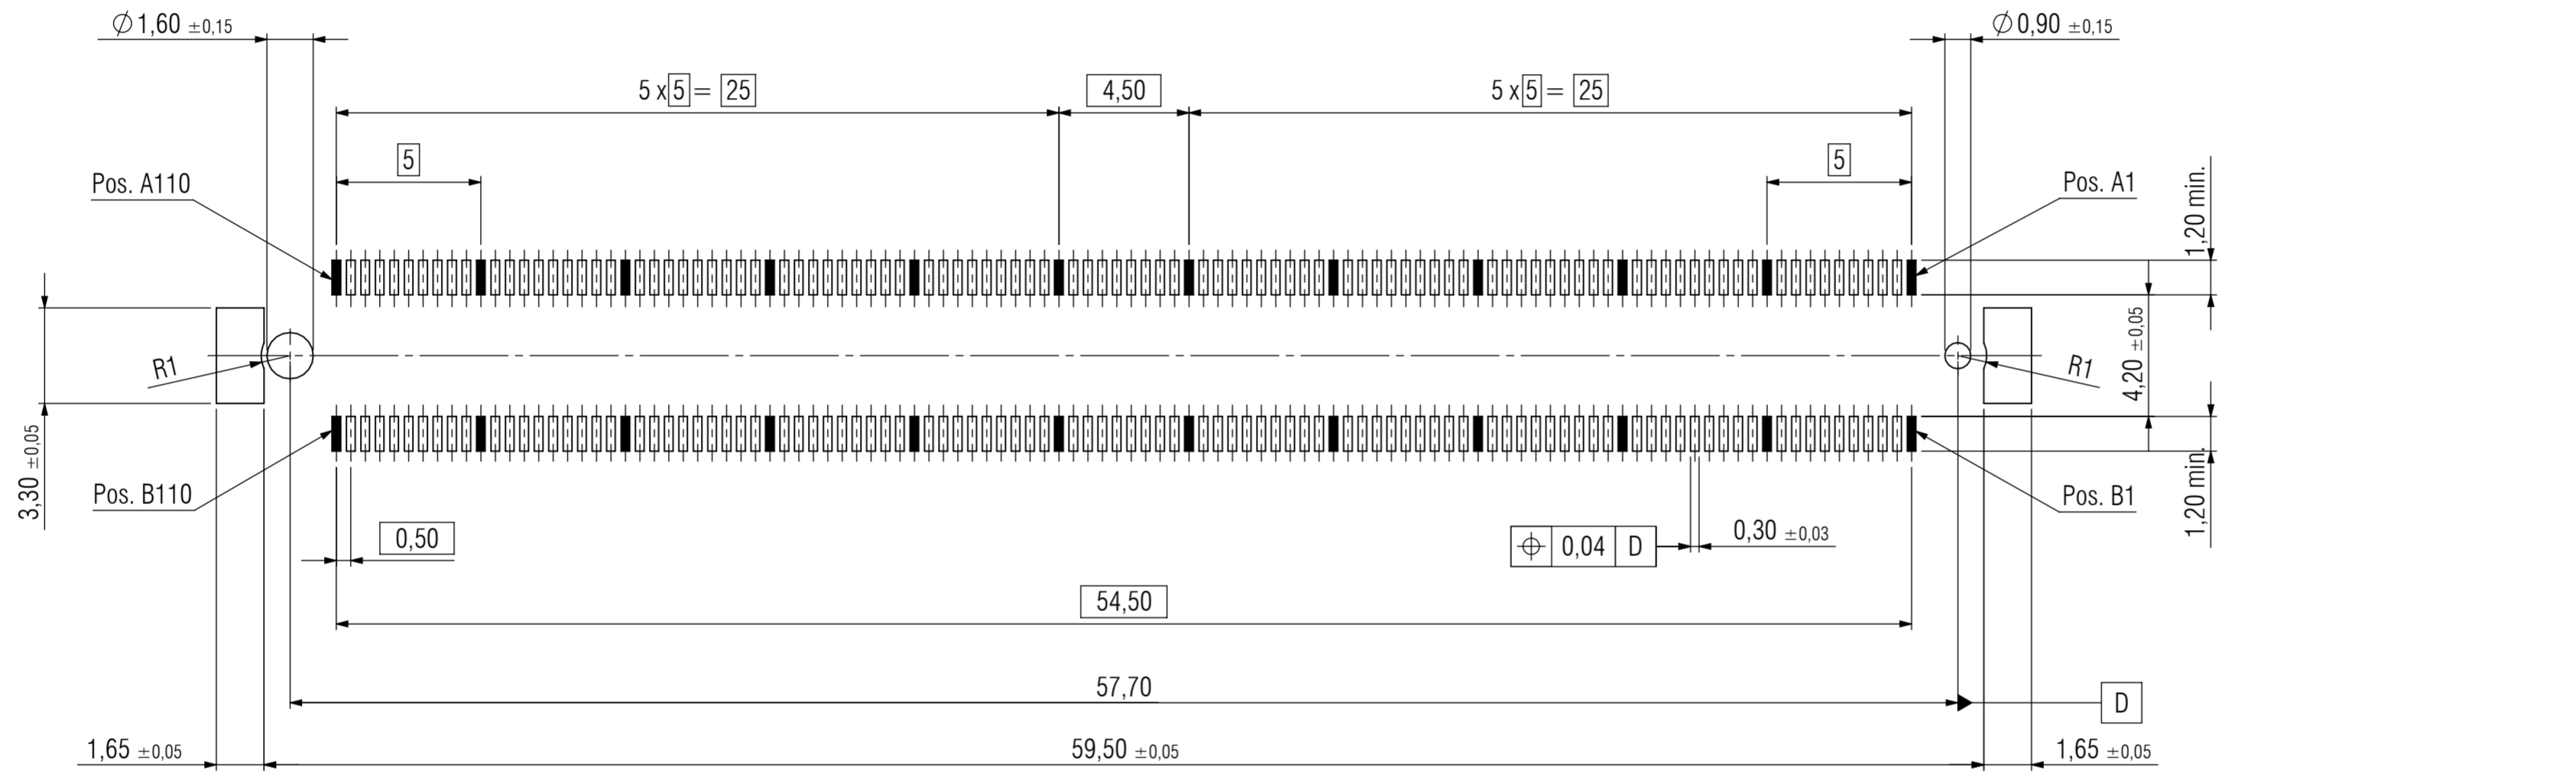 ∅1,60 ±0,15
∅0,90 ±0,15
5 x 5 = 25
4,50
5 x 5 = 25
5
5
Pos. A110
Pos. A1
1,20 min.
R1
R1
4,20 ±0,05
3,30 ±0,05
Pos. B110
Pos. B1
1,20 min.
0,50
⌖ 0,04 D
0,30 ±0,03
54,50
57,70
D
1,65 ±0,05
59,50 ±0,05
1,65 ±0,05